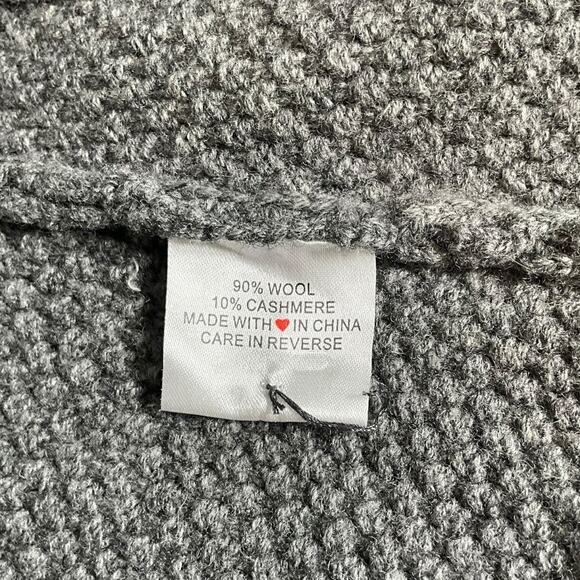 90% WOOL
10% CASHMERE
MADE WITH ♥ IN CHINA
CARE IN REVERSE